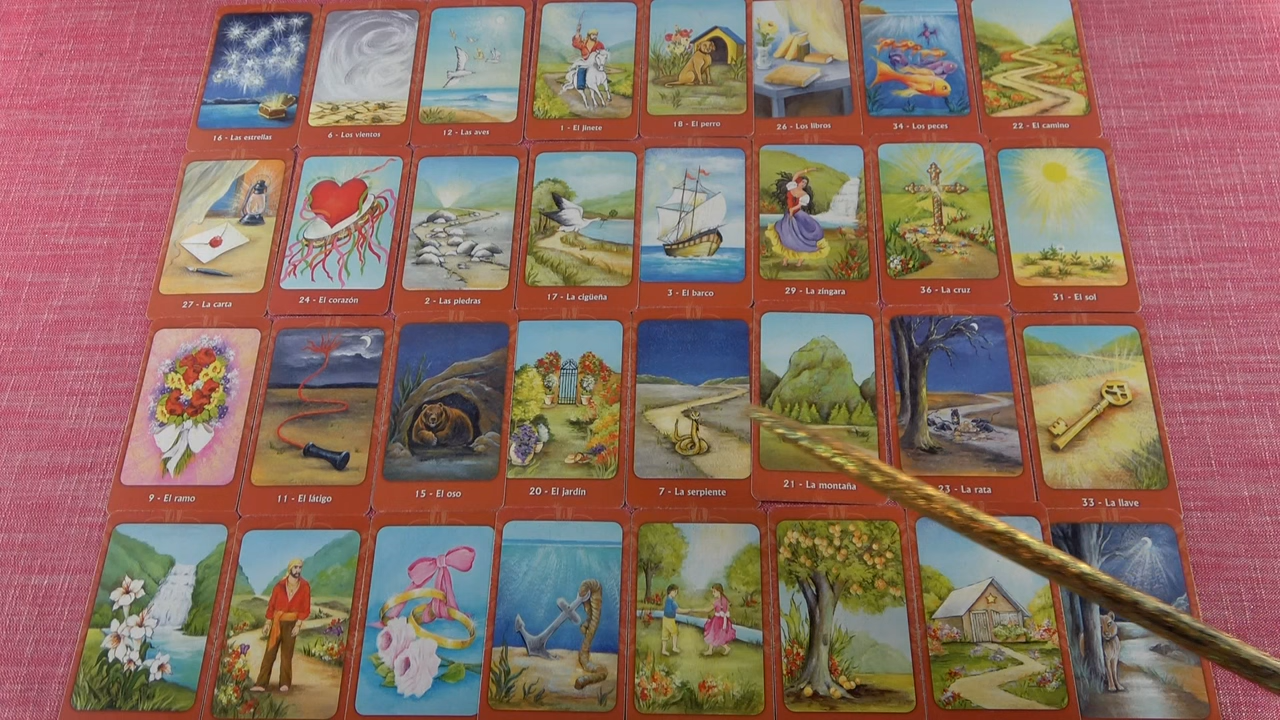 16 - Las estrellas
6 - Los vientos
12 - Las aves
1 - El jinete
18 - El perro
26 - Los libros
34 - Los peces
22 - El camino
27 - La carta
24 - El corazón
2 - Las piedras
17 - La cigüeña
3 - El barco
29 - La zíngara
36 - La cruz
31 - El sol
9 - El ramo
11 - El látigo
15 - El oso
20 - El jardín
7 - La serpiente
21 - La montaña
23 - La rata
33 - La llave